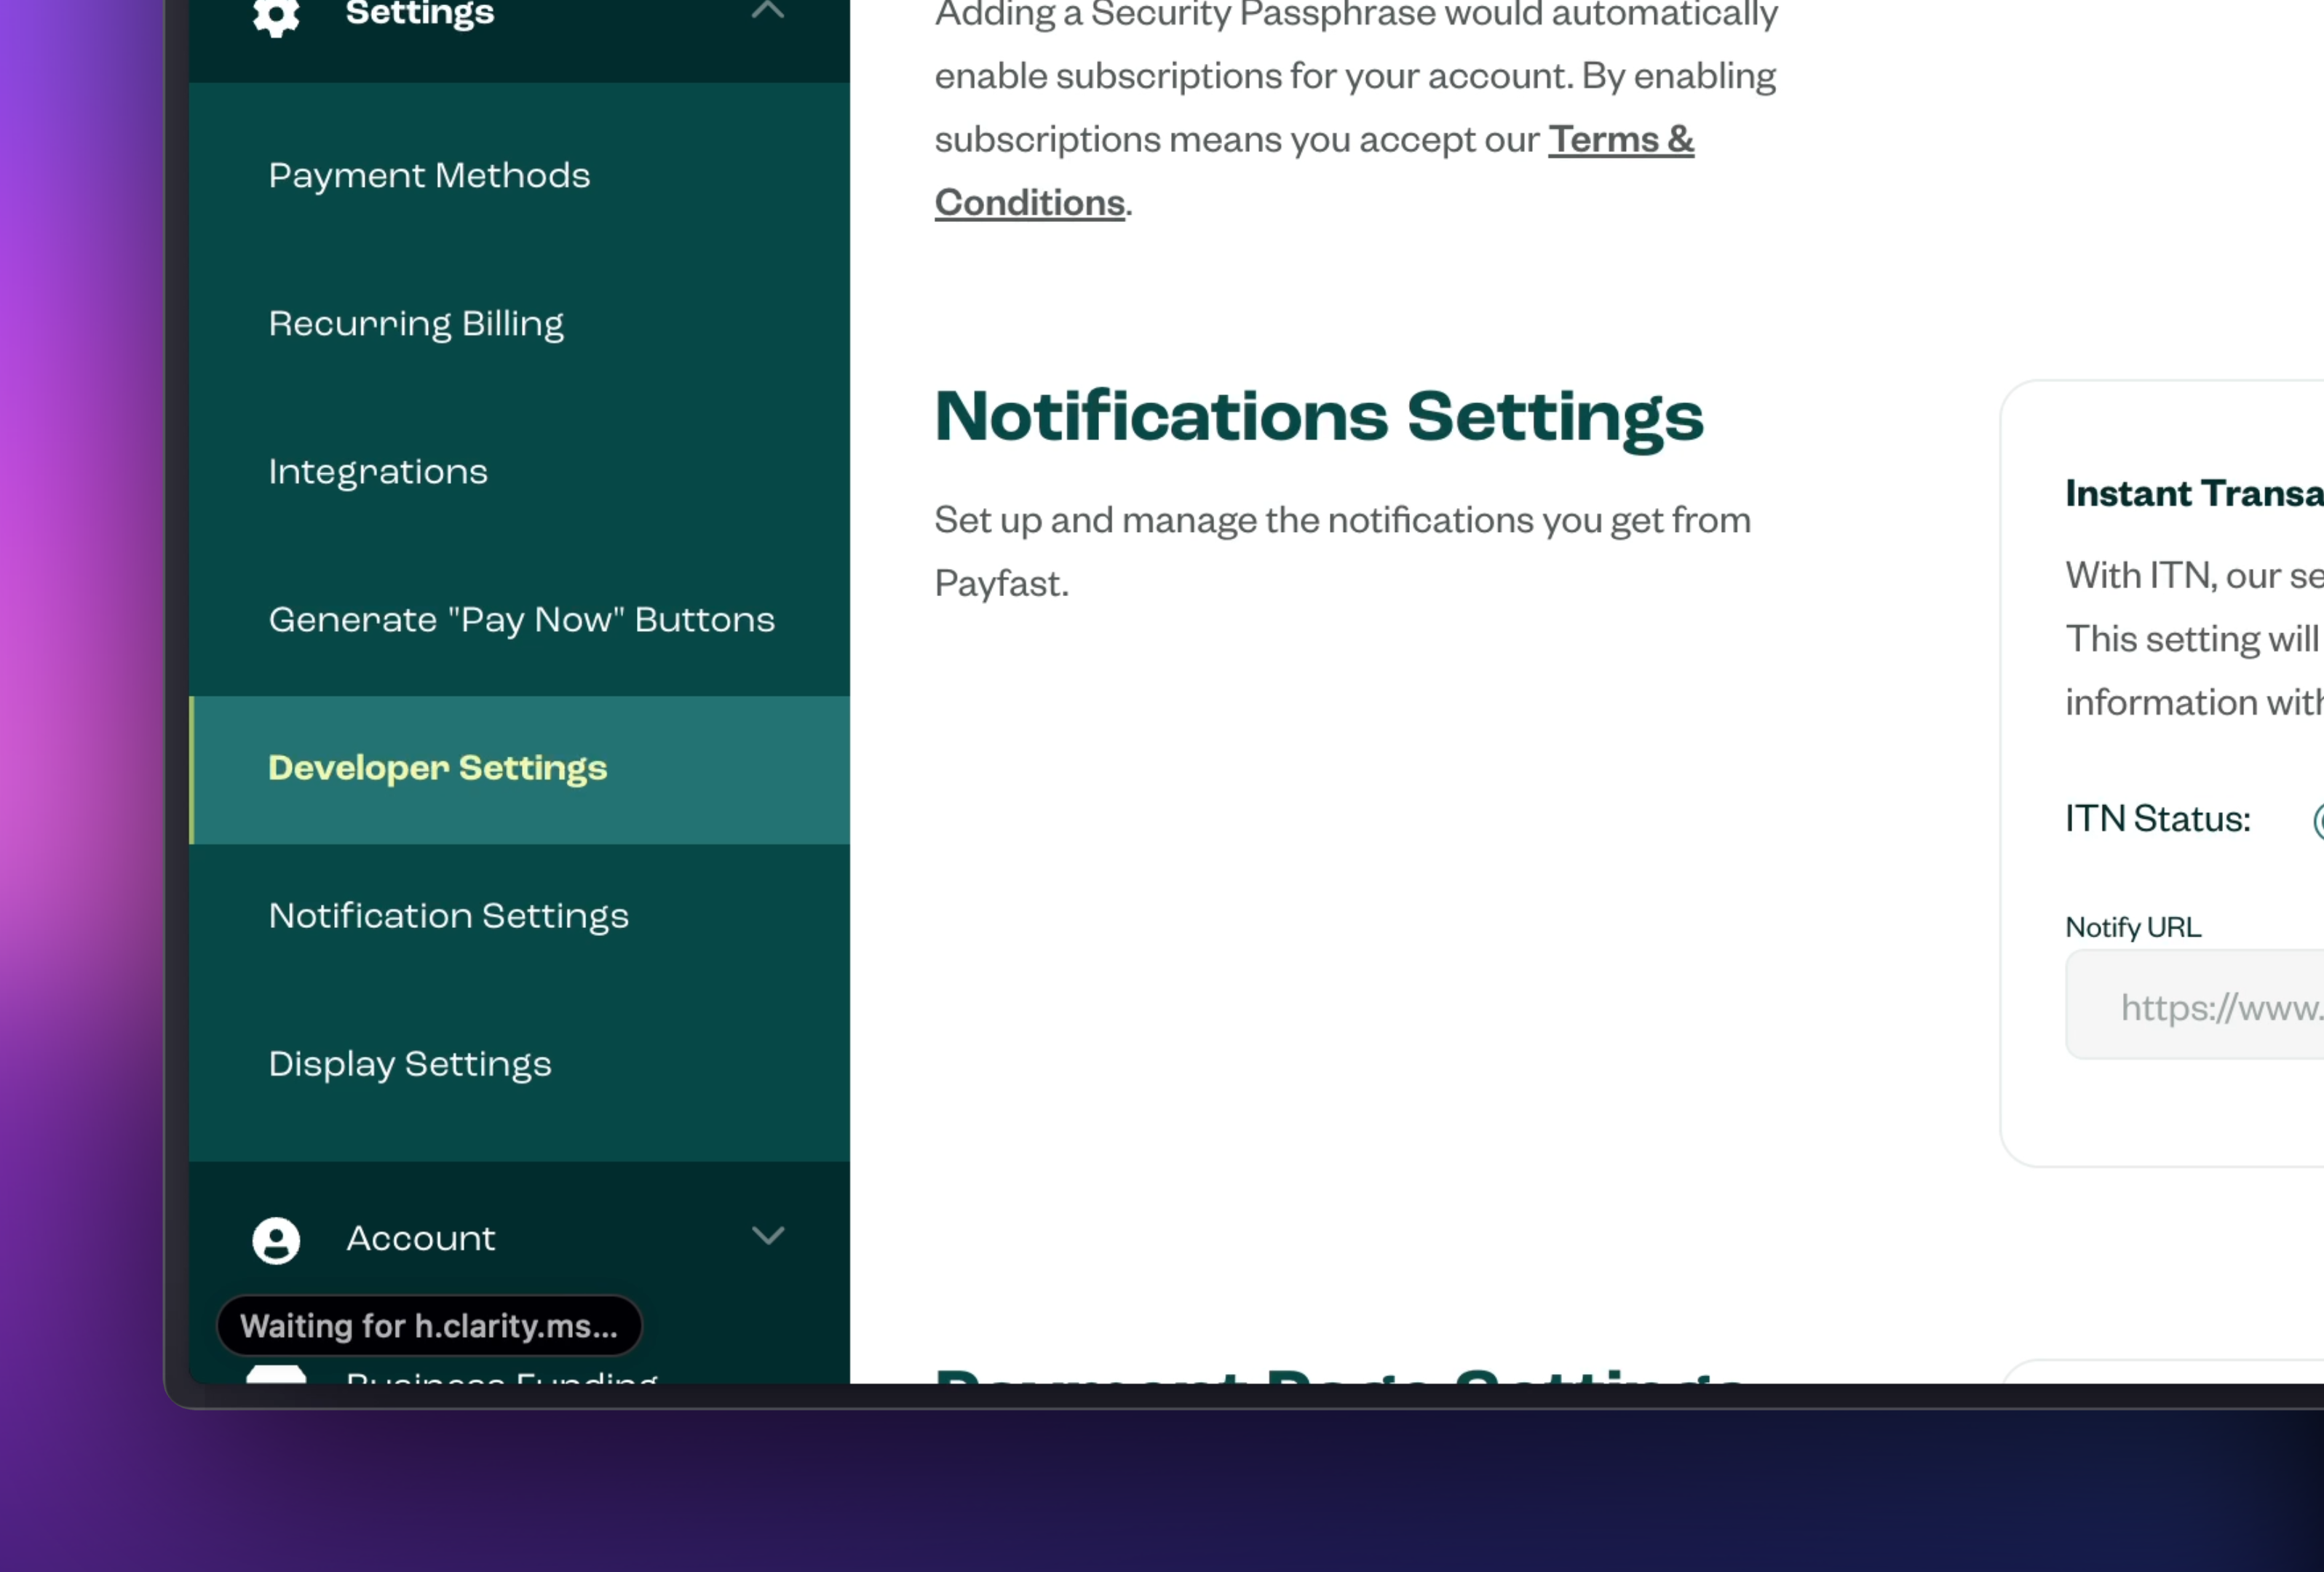 Settings
Payment Methods
Recurring Billing
Integrations
Generate "Pay Now" Buttons
Developer Settings
Notification Settings
Display Settings
Account
Waiting for h.clarity.ms...
Business Funding
Adding a Security Passphrase would automatically
enable subscriptions for your account. By enabling
subscriptions means you accept our Terms &
Conditions.
Notifications Settings
Set up and manage the notifications you get from
Payfast.
Instant Transa
With ITN, our se
This setting will
information with
ITN Status:
Notify URL
https://www.
Payment Page Settings